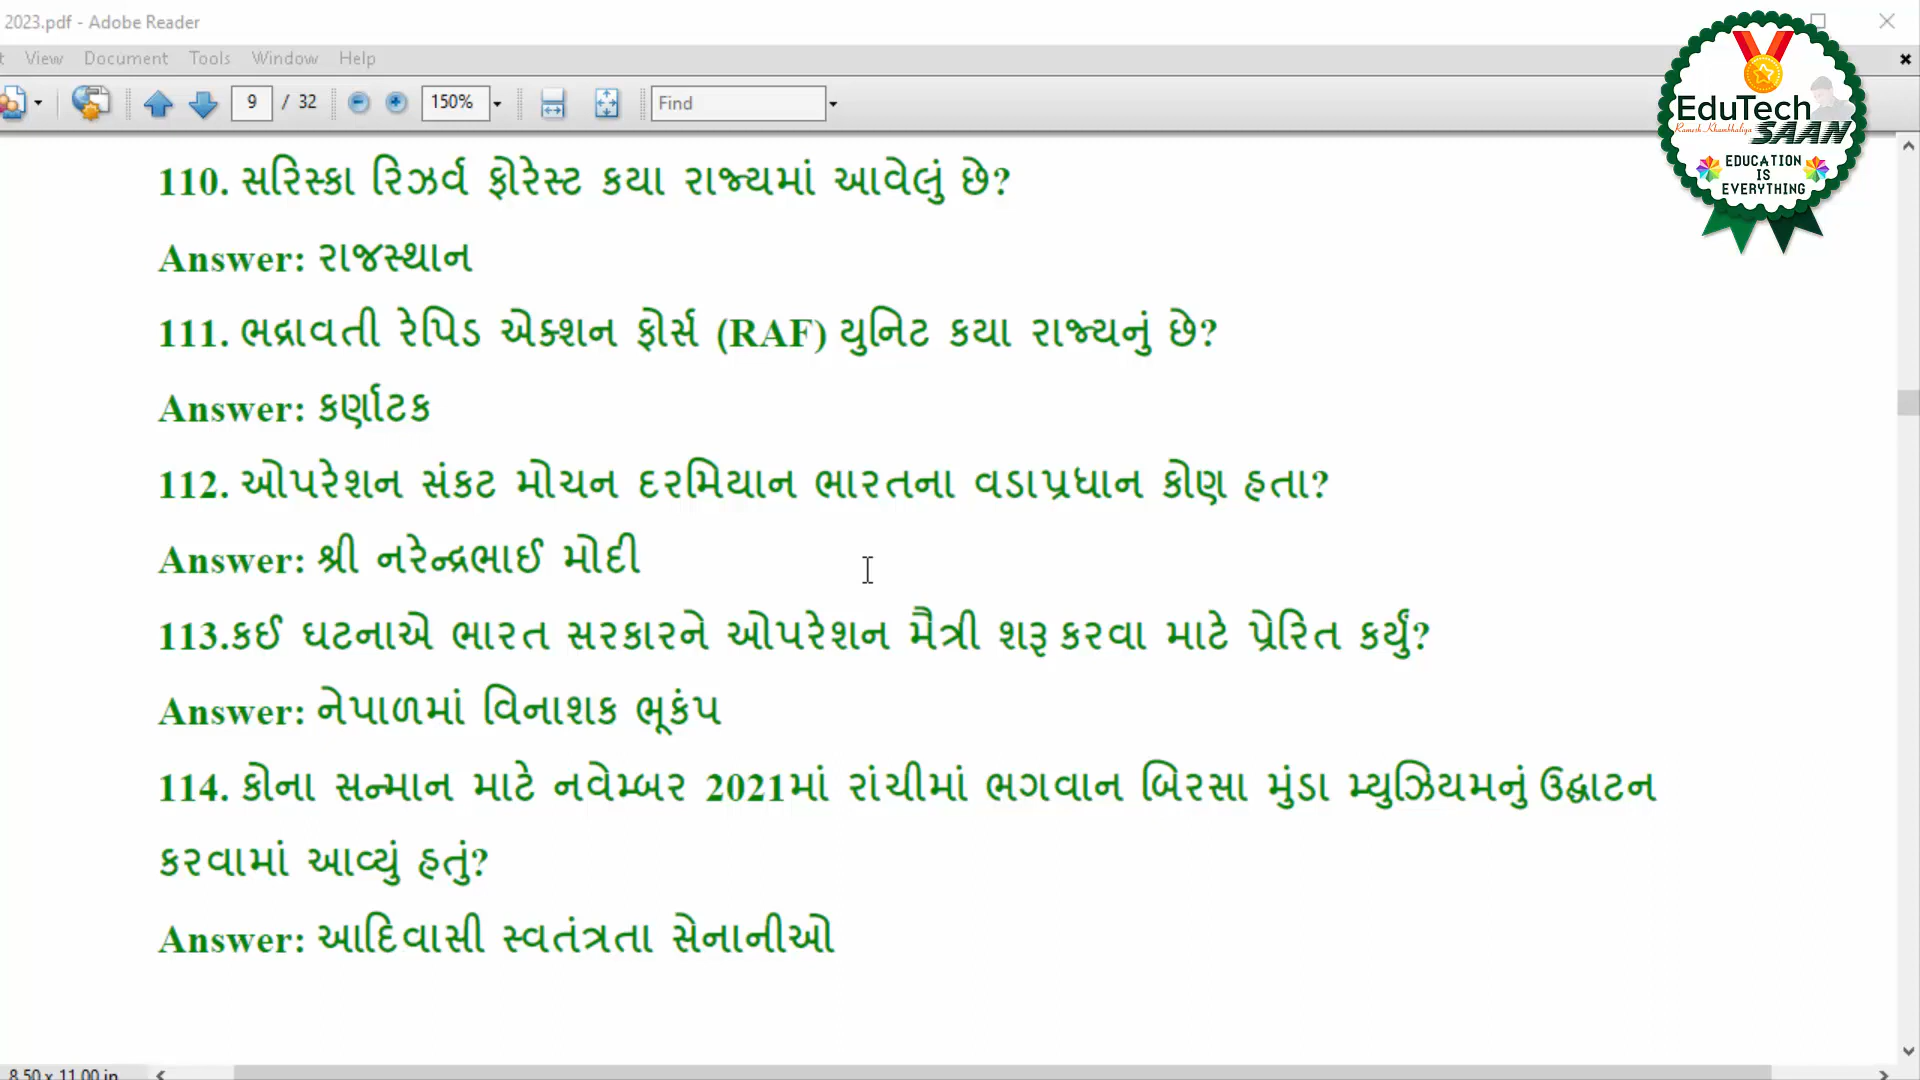 2023.pdf - Adobe Reader
View Document Tools Window Help
9 / 32 150% Find
EduTech
Ramesh Khambhaliya
SAAN
EDUCATION
IS
EVERYTHING
110. સરિસ્કા રિઝર્વ ફોરેસ્ટ કયા રાજ્યમાં આવેલું છે?
Answer: રાજસ્થાન
111. ભદ્રાવતી રેપિડ એક્શન ફોર્સ (RAF) યુનિટ કયા રાજ્યનું છે?
Answer: કર્ણાટક
112. ઓપરેશન સંકટ મોચન દરમિયાન ભારતના વડાપ્રધાન કોણ હતા?
Answer: શ્રી નરેન્દ્રભાઈ મોદી
113.કઈ ઘટનાએ ભારત સરકારને ઓપરેશન મૈત્રી શરૂ કરવા માટે પ્રેરિત કર્યું?
Answer: નેપાળમાં વિનાશક ભૂકંપ
114. કોના સન્માન માટે નવેમ્બર 2021માં રાંચીમાં ભગવાન બિરસા મુંડા મ્યુઝિયમનું ઉદ્ઘાટન
કરવામાં આવ્યું હતું?
Answer: આદિવાસી સ્વતંત્રતા સેનાનીઓ
8.50 x 11.00 in